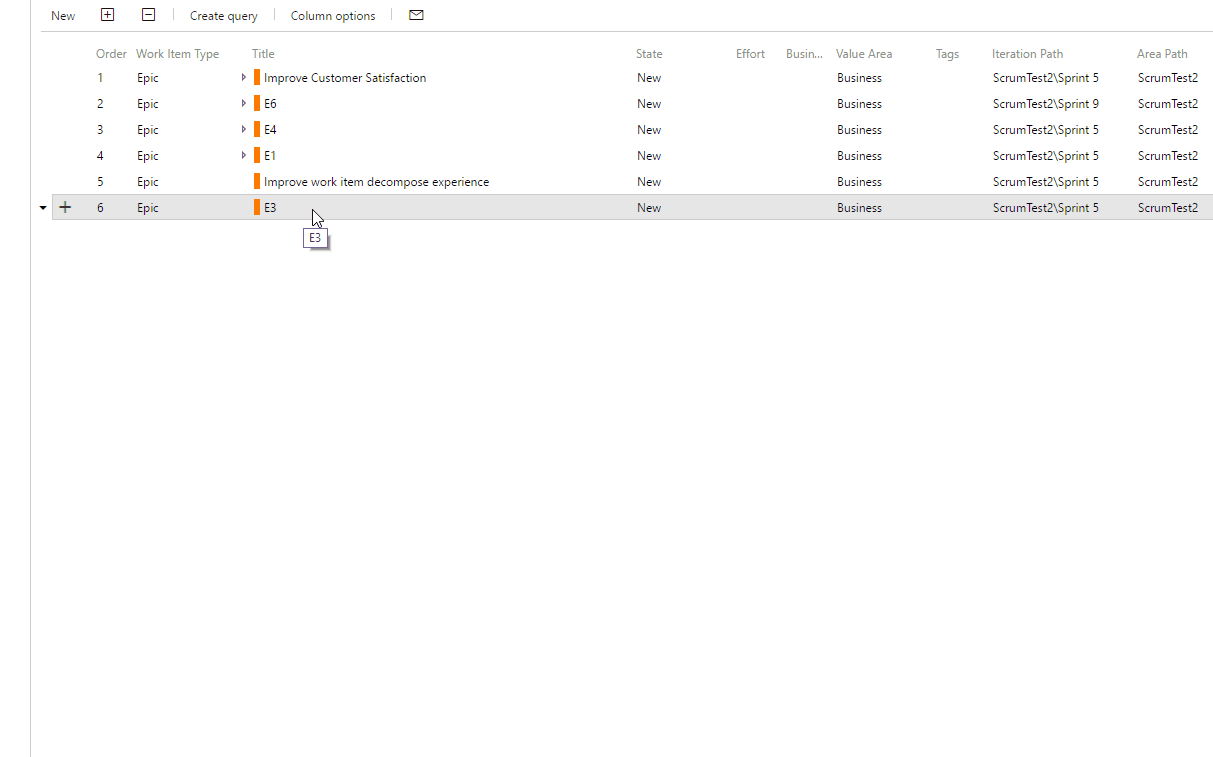 New Create query Column options
Order Work Item Type Title State Effort Busin... Value Area Tags Iteration Path Area Path
1 Epic Improve Customer Satisfaction New Business ScrumTest2\Sprint 5 ScrumTest2
2 Epic E6 New Business ScrumTest2\Sprint 9 ScrumTest2
3 Epic E4 New Business ScrumTest2\Sprint 5 ScrumTest2
4 Epic E1 New Business ScrumTest2\Sprint 5 ScrumTest2
5 Epic Improve work item decompose experience New Business ScrumTest2\Sprint 5 ScrumTest2
6 Epic E3 New Business ScrumTest2\Sprint 5 ScrumTest2
E3